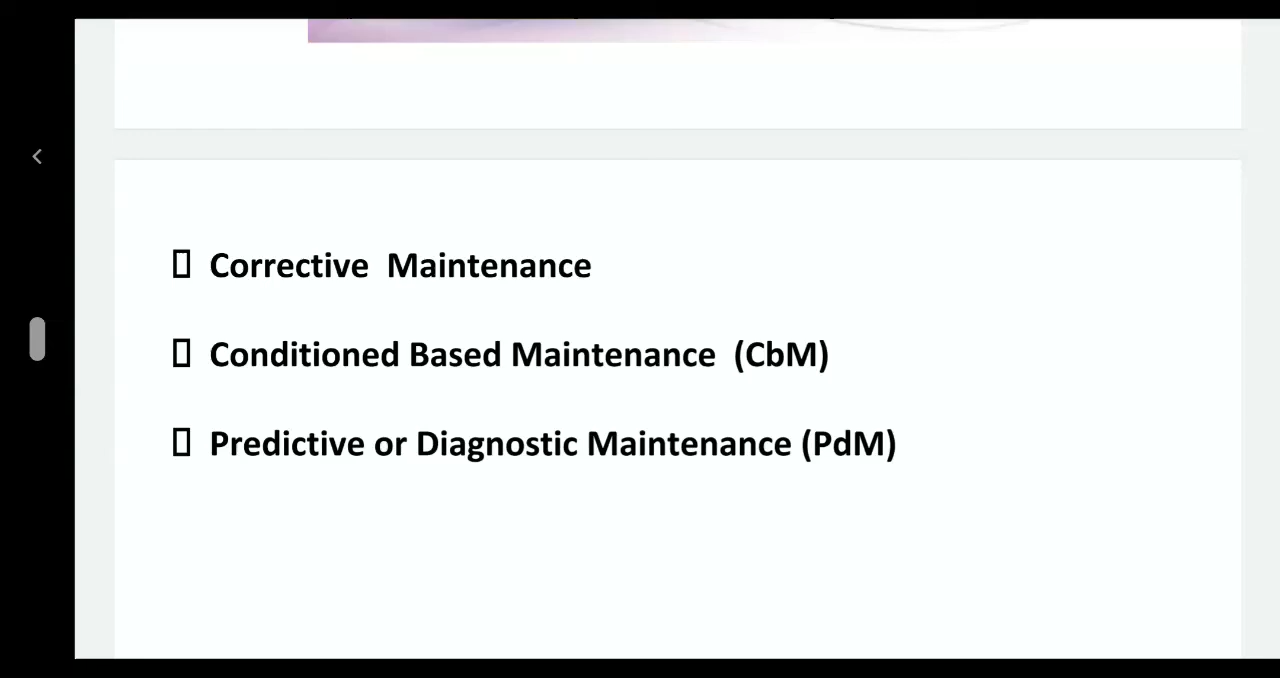 Corrective  Maintenance
Conditioned Based Maintenance  (CbM)
Predictive or Diagnostic Maintenance (PdM)